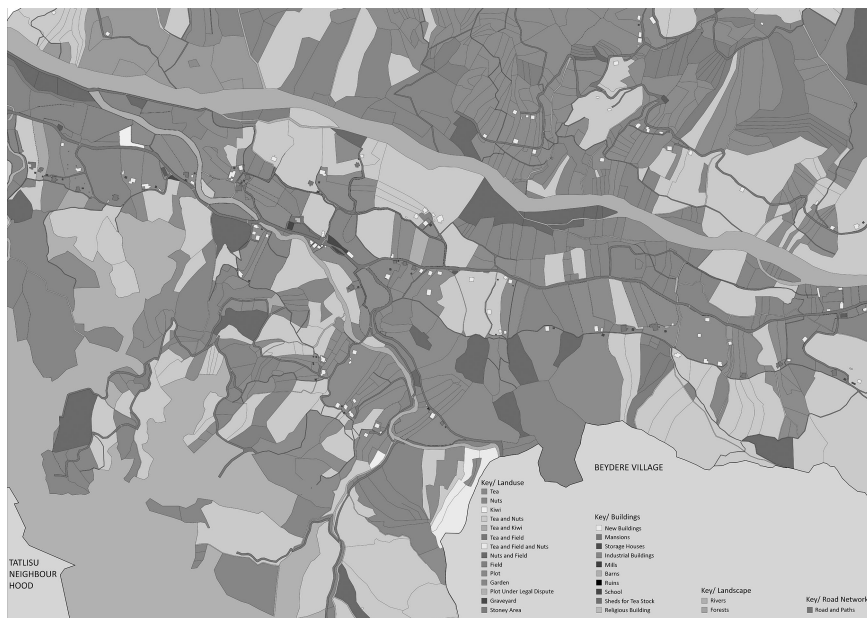 BEYDERE VILLAGE
TATLISU
NEIGHBOUR
HOOD
Key/ Landuse
Tea
Nuts
Kiwi
Tea and Nuts
Tea and Kiwi
Tea and Field
Tea and Field and Nuts
Nuts and Field
Field
Plot
Garden
Plot Under Legal Dispute
Graveyard
Stoney Area
Key/ Buildings
New Buildings
Mansions
Storage Houses
Industrial Buildings
Mills
Barns
Ruins
School
Sheds for Tea Stock
Religious Building
Key/ Landscape
Rivers
Forests
Key/ Road Network
Road and Paths